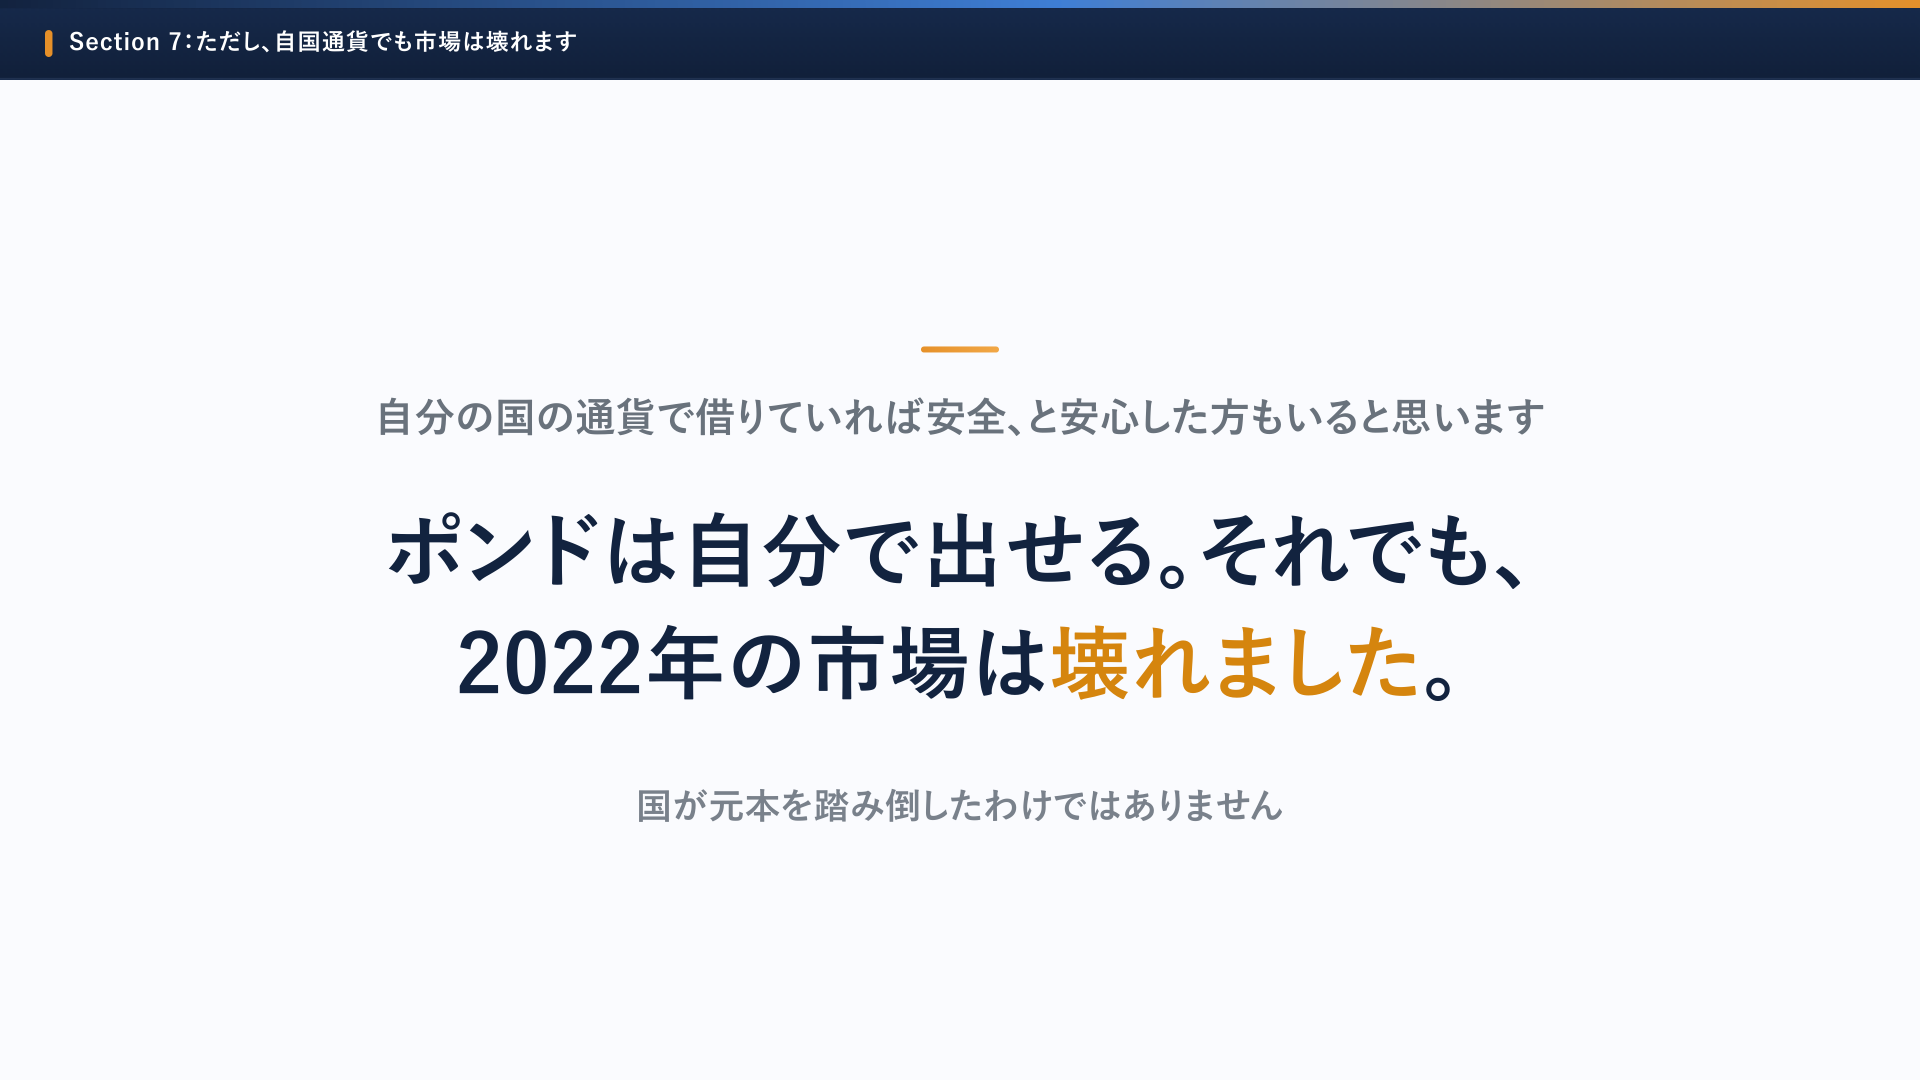 Section 7：ただし、自国通貨でも市場は壊れます
自分の国の通貨で借りていれば安全、と安心した方もいると思います
ポンドは自分で出せる。それでも、
2022年の市場は壊れました。
国が元本を踏み倒したわけではありません